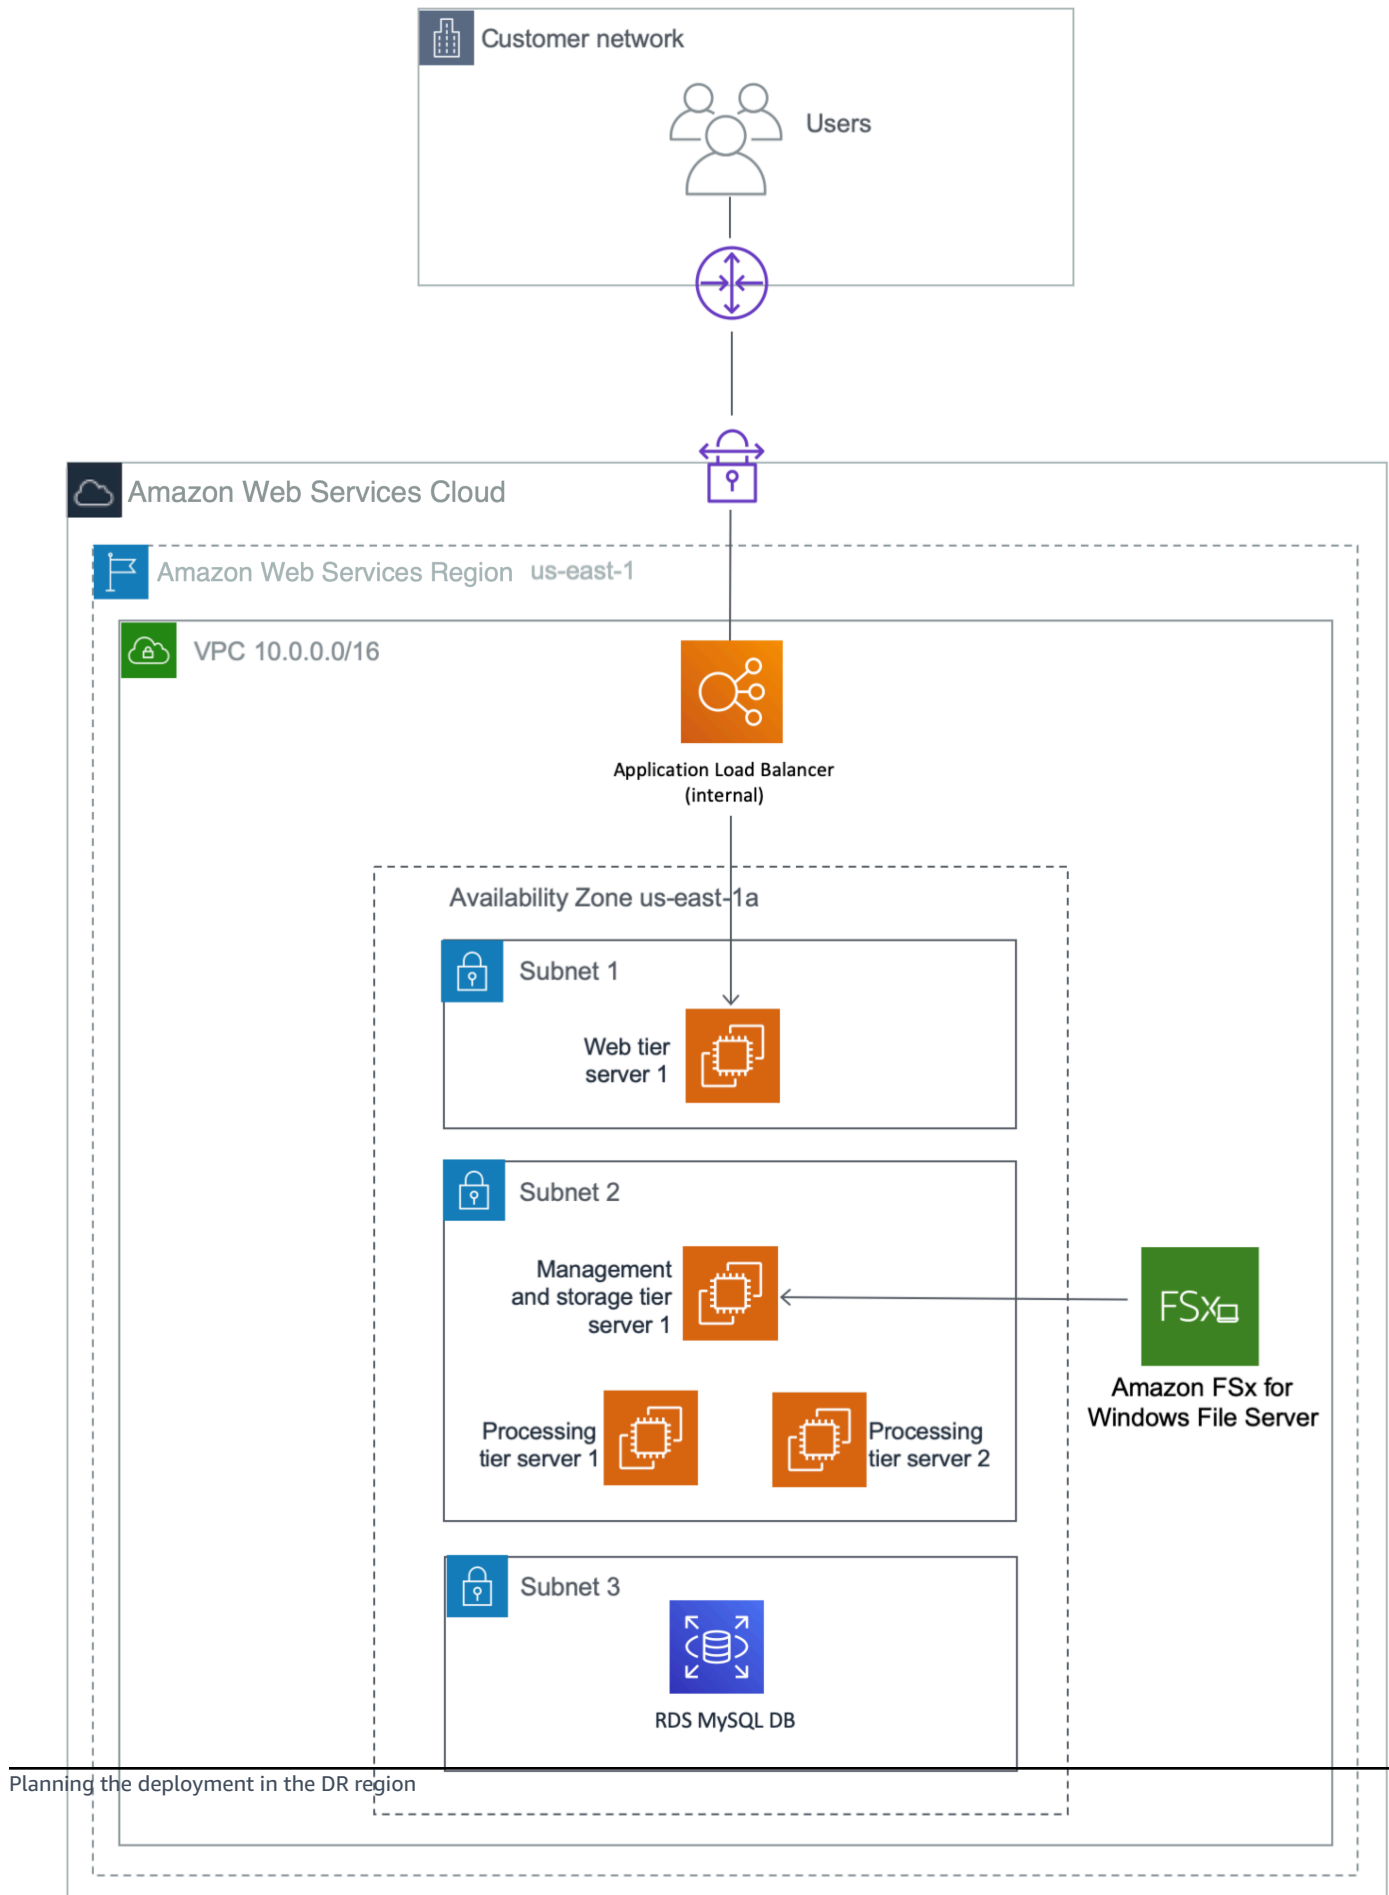 Customer network
Users
Amazon Web Services Cloud
Amazon Web Services Region us-east-1
VPC 10.0.0.0/16
Application Load Balancer
(internal)
Availability Zone us-east-1a
Subnet 1
Web tier
server 1
Subnet 2
Management
and storage tier
server 1
FSx
Amazon FSx for
Windows File Server
Processing
tier server 1
Processing
tier server 2
Subnet 3
RDS MySQL DB
Planning the deployment in the DR region